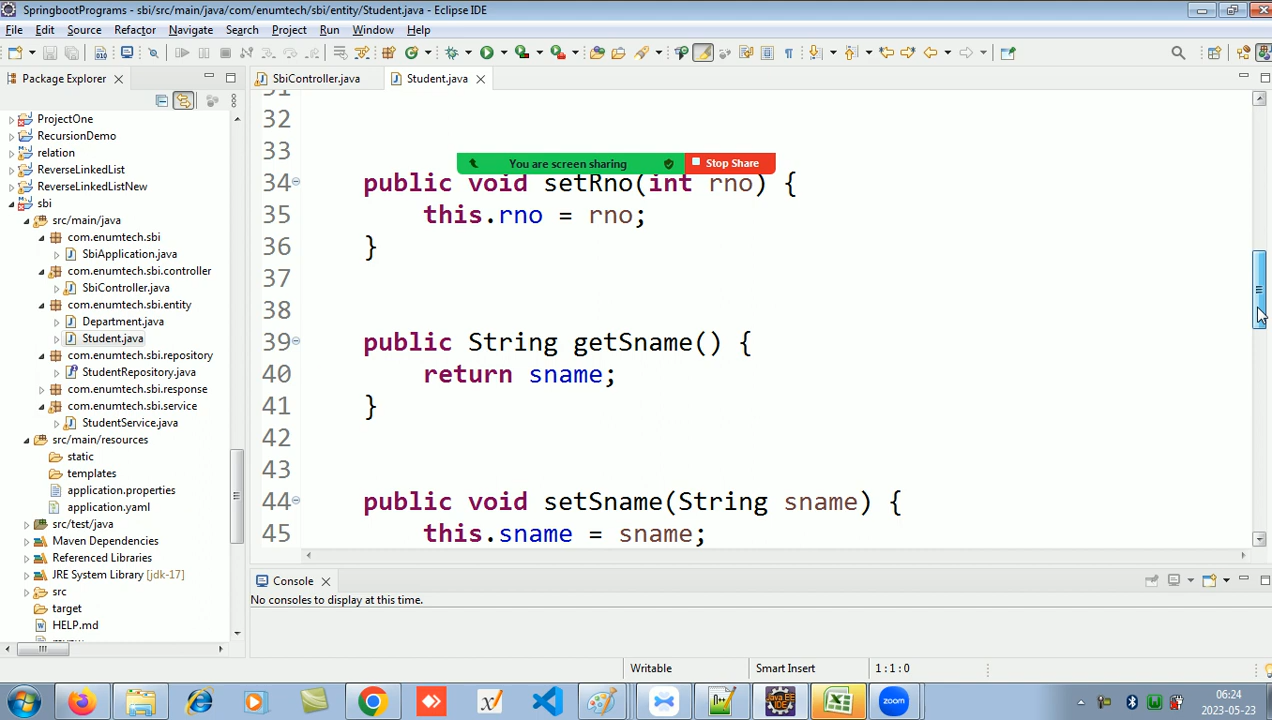 SpringbootPrograms - sbi/src/main/java/com/enumtech/sbi/entity/Student.java - Eclipse IDE
File Edit Source Refactor Navigate Search Project Run Window Help
Package Explorer
SbiController.java
Student.java
ProjectOne
RecursionDemo
relation
ReverseLinkedList
ReverseLinkedListNew
sbi
src/main/java
com.enumtech.sbi
SbiApplication.java
com.enumtech.sbi.controller
SbiController.java
com.enumtech.sbi.entity
Department.java
Student.java
com.enumtech.sbi.repository
StudentRepository.java
com.enumtech.sbi.response
com.enumtech.sbi.service
StudentService.java
src/main/resources
static
templates
application.properties
application.yaml
src/test/java
Maven Dependencies
Referenced Libraries
JRE System Library [jdk-17]
src
target
HELP.md
31
32
33
You are screen sharing Stop Share
34 public void setRno(int rno) {
35 this.rno = rno;
36 }
37
38
39 public String getSname() {
40 return sname;
41 }
42
43
44 public void setSname(String sname) {
45 this.sname = sname;
Console
No consoles to display at this time.
Writable Smart Insert 1:1:0
06:24
2023-05-23
zoom